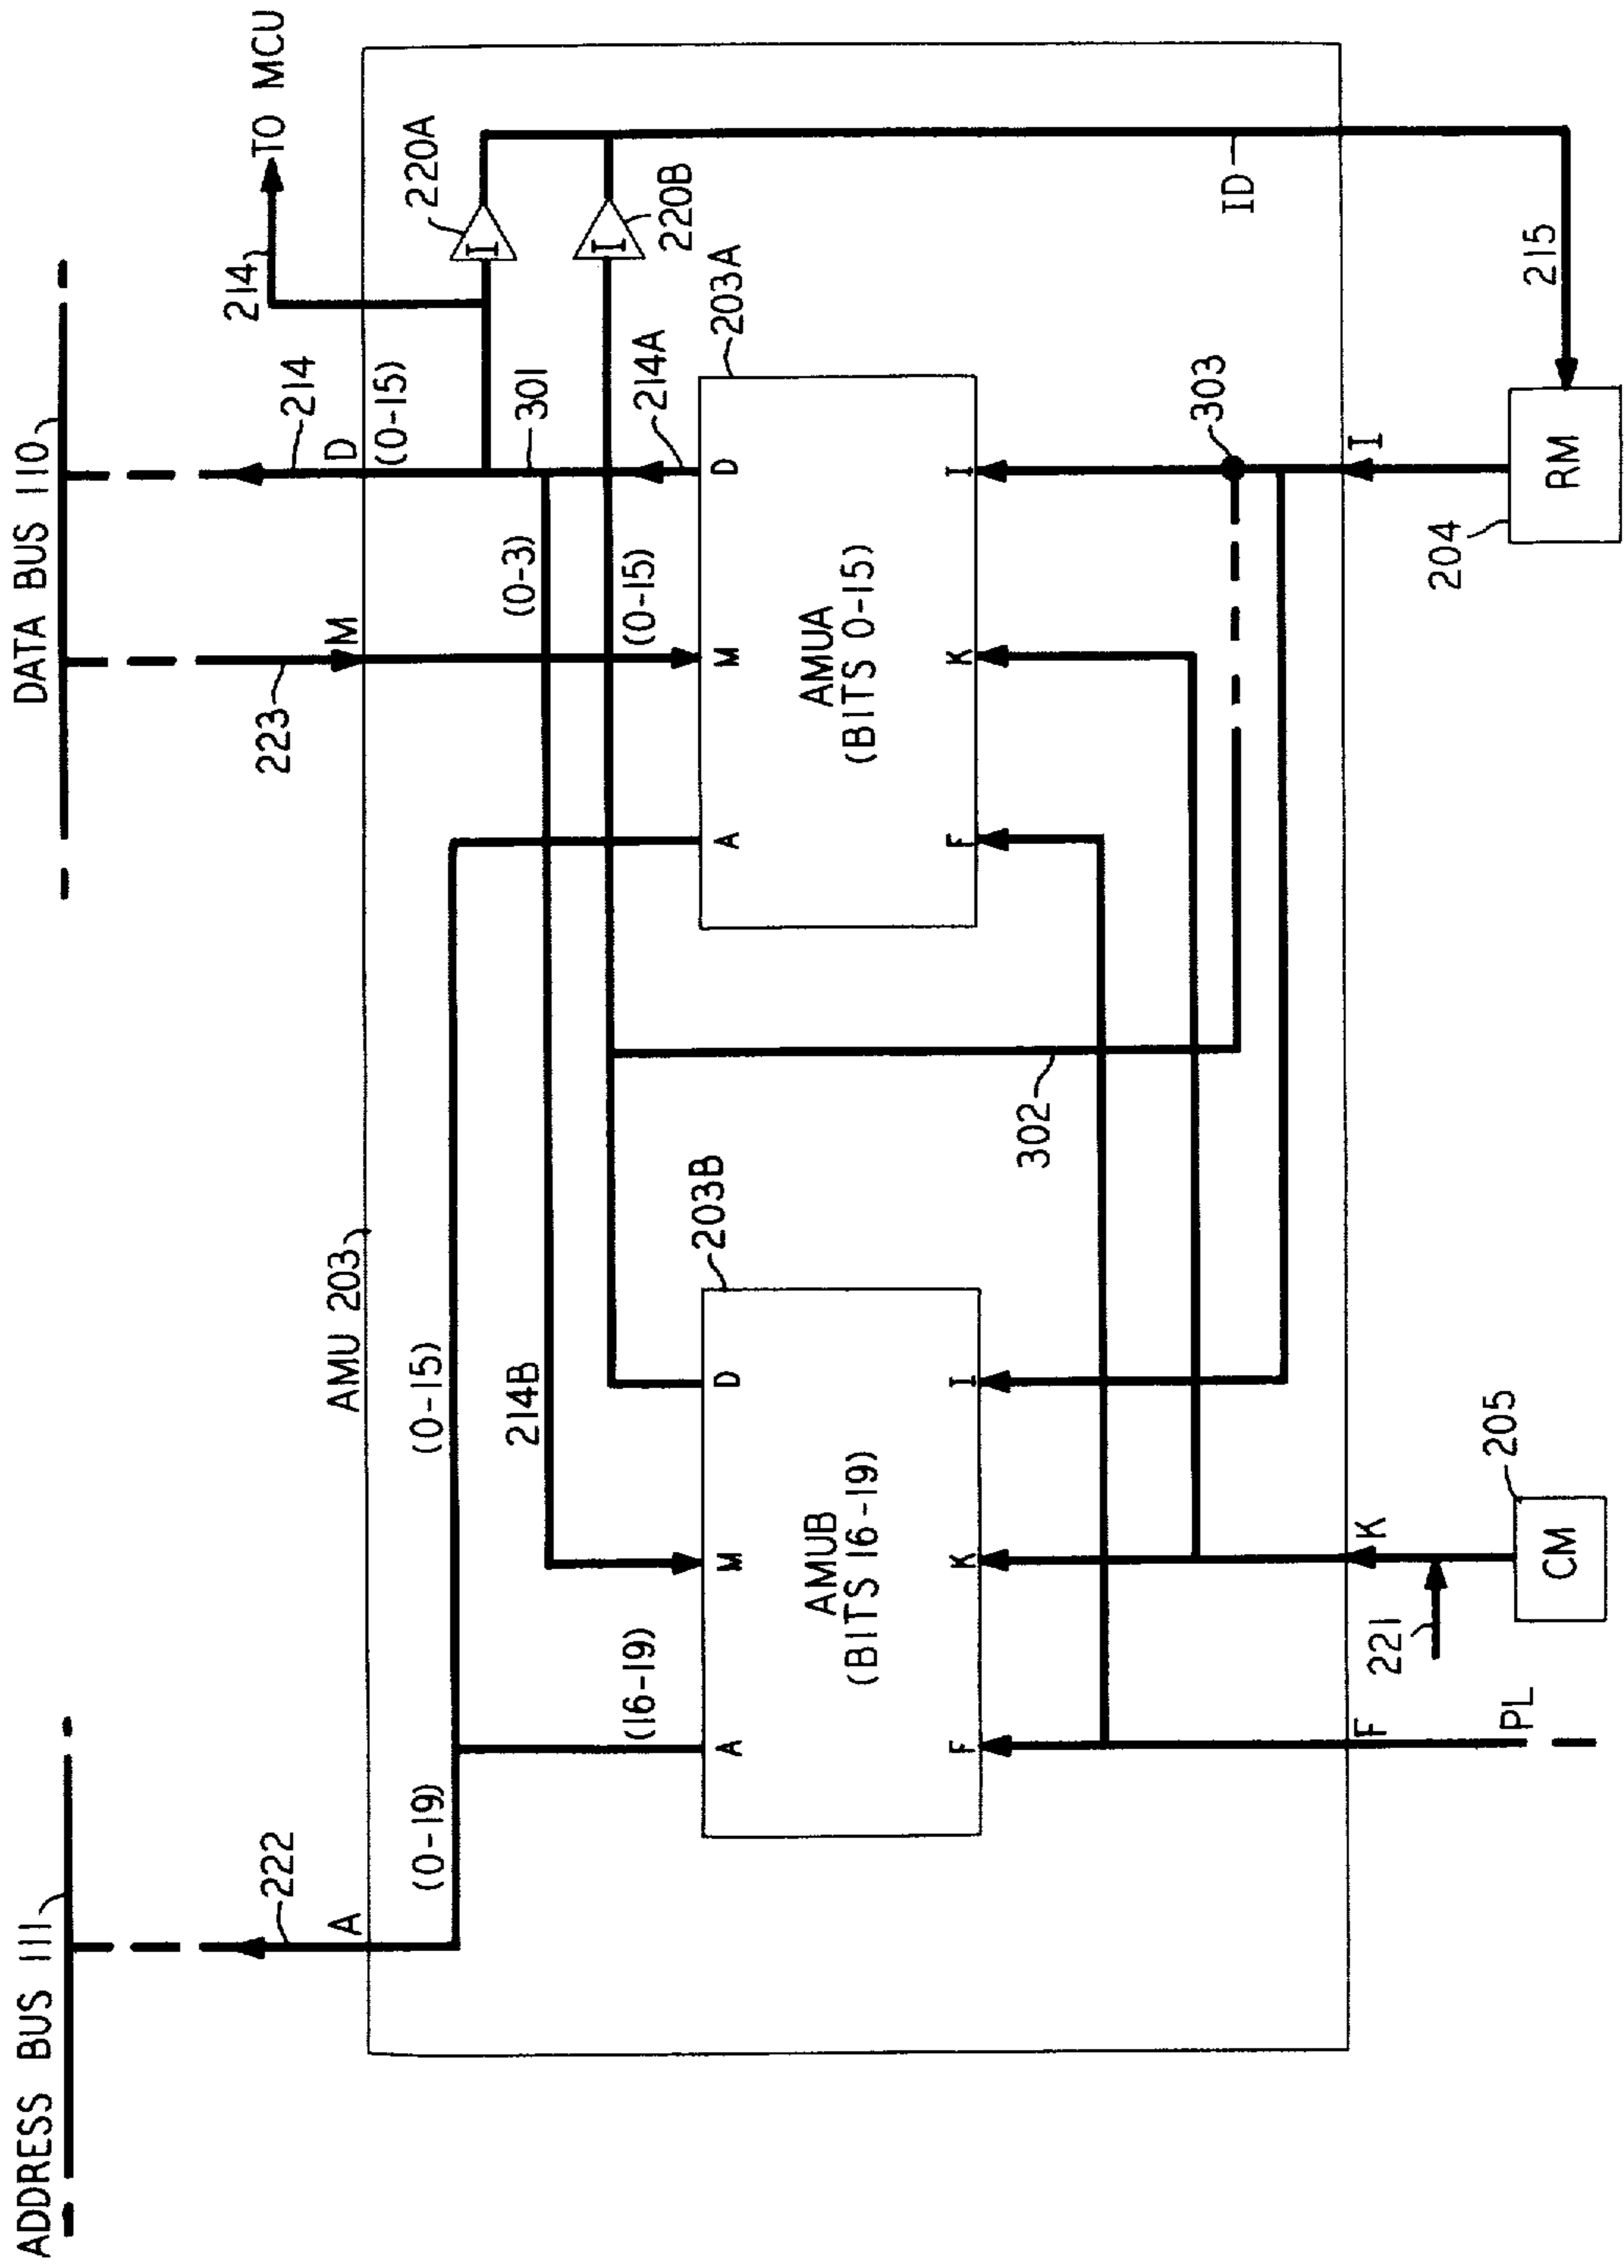 ADDRESS BUS 111
DATA BUS 110
222
A
223
M
214
D
214
TO MCU
AMU 203
(0-19)
(0-15)
(0-15)
220A
(16-19)
214B
(0-3)
301
I
203B
(0-15)
214A
I
220B
203A
A
M
D
A
M
D
AMUB
(BITS 16-19)
AMUA
(BITS 0-15)
F
K
I
F
K
I
302
303
ID
F
K
I
PL
221
CM
205
204
RM
215